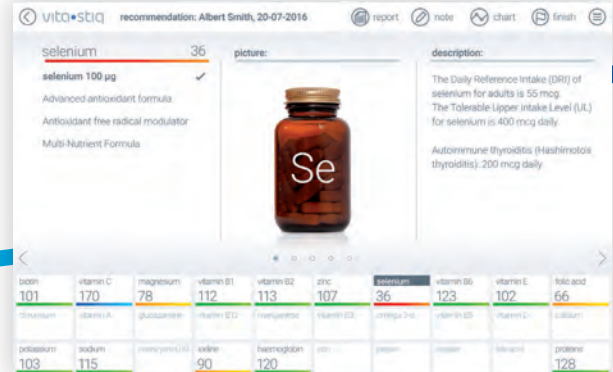 vita•stiq recommendation: Albert Smith, 20-07-2016 report note chart finish
selenium 36
selenium 100 µg
Advanced antioxidant formula
Antioxidant free radical modulator
Multi-Nutrient Formula
picture:
Se
description:
The Daily Reference Intake (DRI) of
selenium for adults is 55 mcg.
The Tolerable Upper Intake Level (UL)
for selenium is 400 mcg daily.
Autoimmune thyroiditis (Hashimoto's
thyroiditis): 200 mcg daily
biotin vitamin C magnesium vitamin B1 vitamin B2 zinc selenium vitamin B6 vitamin E folic acid
101 170 78 112 113 107 36 123 102 66
chromium vitamin A glucosamine vitamin B12 manganese vitamin B3 omega 3-6 vitamin B5 vitamin D calcium
potassium sodium coenzyme Q10 iodine haemoglobin iron proteins
103 115 90 120 128